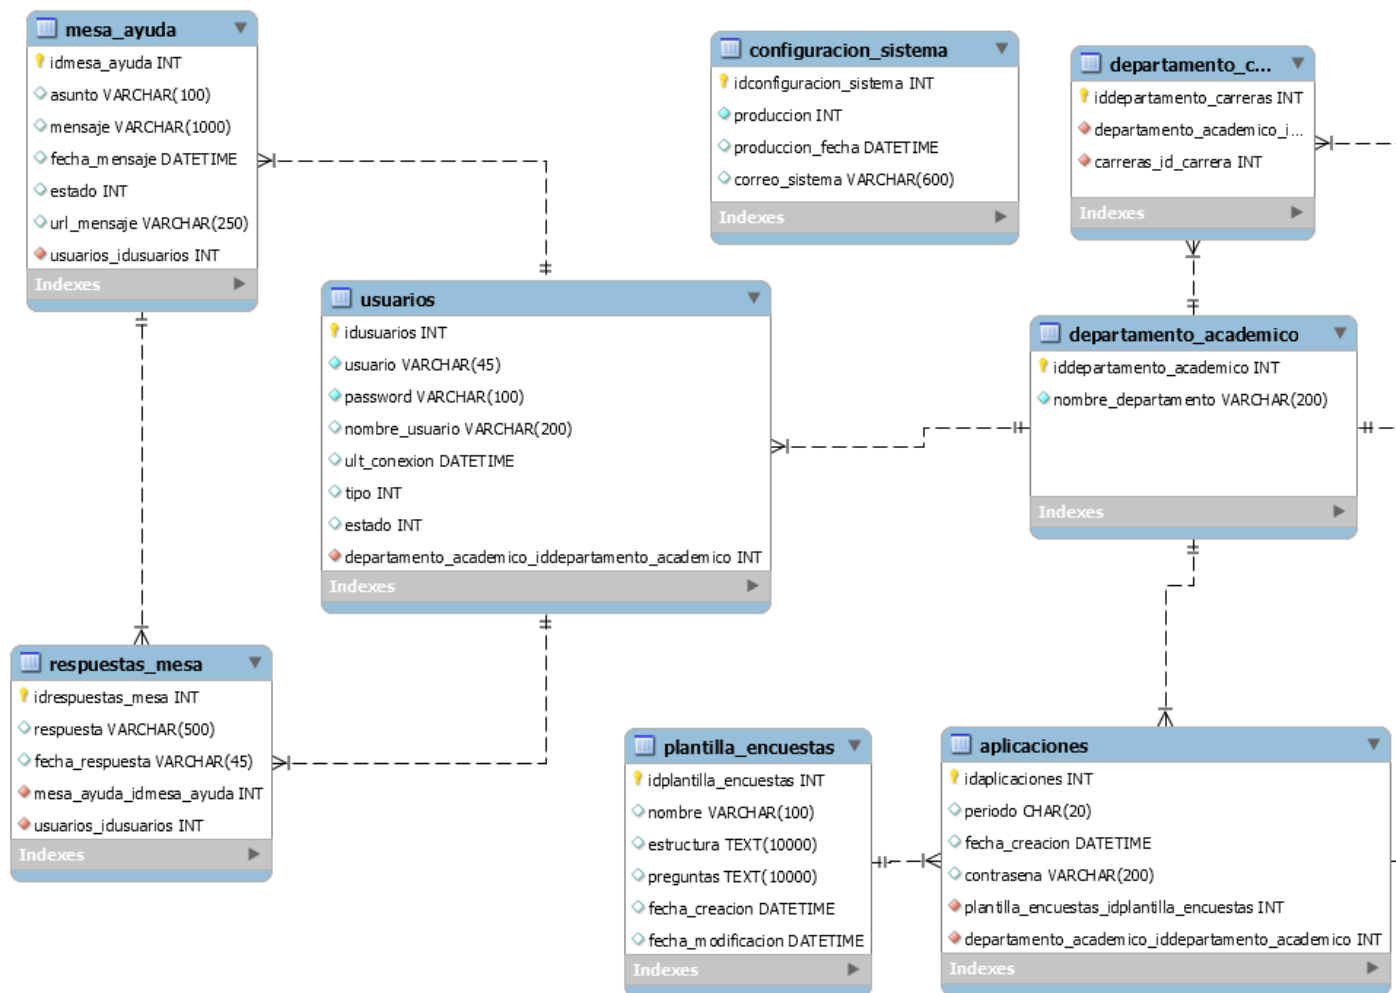 mesa_ayuda
idmesa_ayuda INT
asunto VARCHAR(100)
mensaje VARCHAR(1000)
fecha_mensaje DATETIME
estado INT
url_mensaje VARCHAR(250)
usuarios_idusuarios INT
Indexes
configuracion_sistema
idconfiguracion_sistema INT
produccion INT
produccion_fecha DATETIME
correo_sistema VARCHAR(600)
Indexes
departamento_c...
iddepartamento_carreras INT
departamento_academico_i...
carreras_id_carrera INT
Indexes
usuarios
idusuarios INT
usuario VARCHAR(45)
password VARCHAR(100)
nombre_usuario VARCHAR(200)
ult_conexion DATETIME
tipo INT
estado INT
departamento_academico_iddepartamento_academico INT
Indexes
departamento_academico
iddepartamento_academico INT
nombre_departamento VARCHAR(200)
Indexes
respuestas_mesa
idrespuestas_mesa INT
respuesta VARCHAR(500)
fecha_respuesta VARCHAR(45)
mesa_ayuda_idmesa_ayuda INT
usuarios_idusuarios INT
Indexes
plantilla_encuestas
idplantilla_encuestas INT
nombre VARCHAR(100)
estructura TEXT(10000)
preguntas TEXT(10000)
fecha_creacion DATETIME
fecha_modificacion DATETIME
Indexes
aplicaciones
idaplicaciones INT
periodo CHAR(20)
fecha_creacion DATETIME
contrasena VARCHAR(200)
plantilla_encuestas_idplantilla_encuestas INT
departamento_academico_iddepartamento_academico INT
Indexes